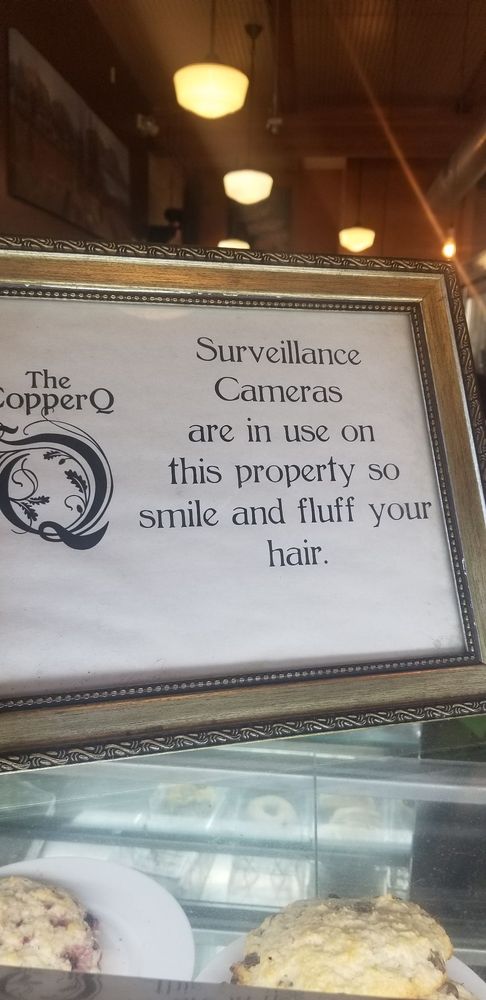 The
CopperQ
Q
Surveillance
Cameras
are in use on
this property so
smile and fluff your
hair.